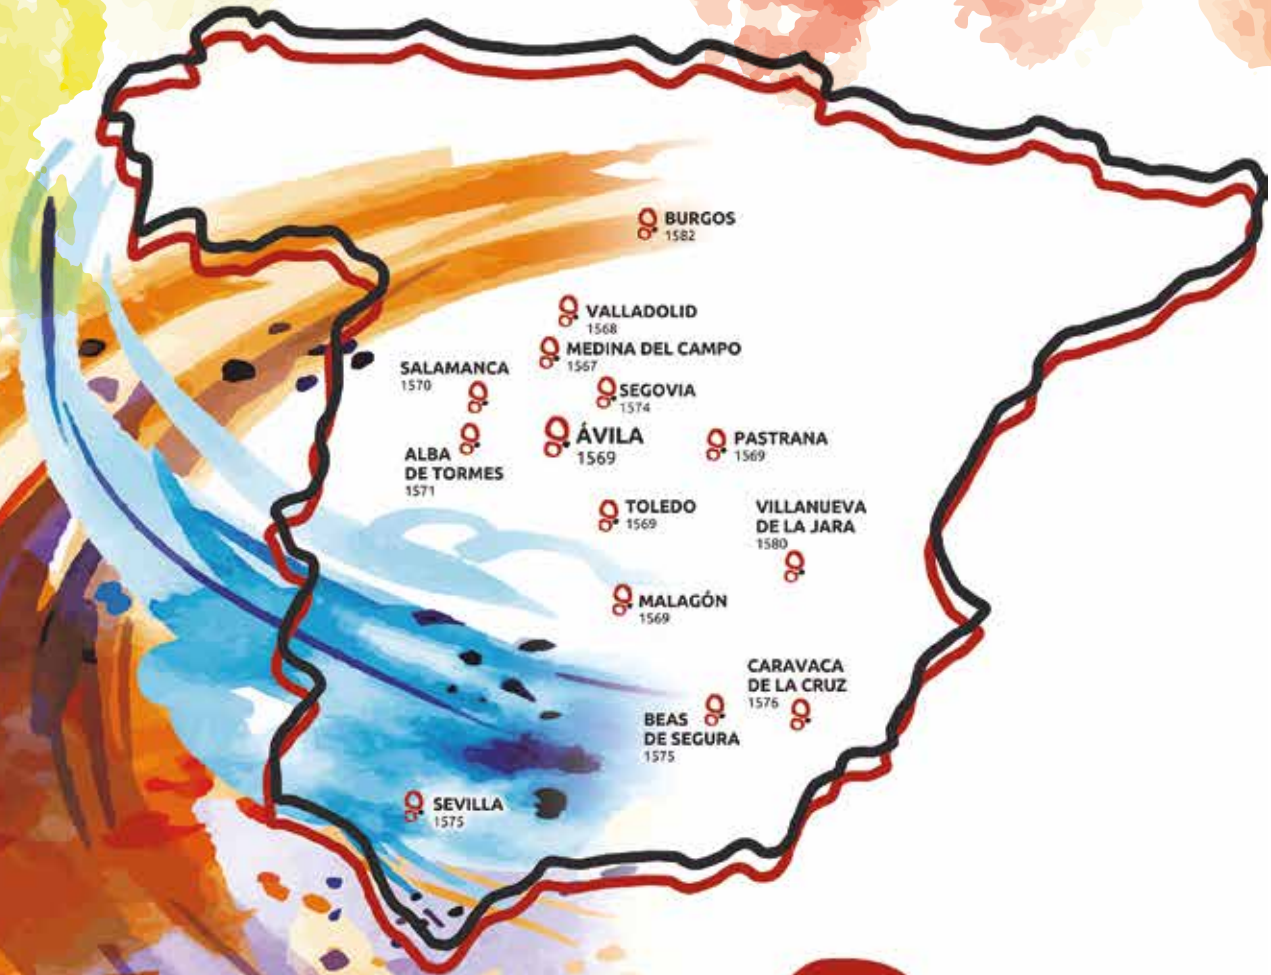 BURGOS
1582
VALLADOLID
1568
MEDINA DEL CAMPO
1567
SALAMANCA
1570
SEGOVIA
1574
ÁVILA
1569
PASTRANA
1569
ALBA
DE TORMES
1571
TOLEDO
1569
VILLANUEVA
DE LA JARA
1580
MALAGÓN
1569
CARAVACA
DE LA CRUZ
1576
BEAS
DE SEGURA
1575
SEVILLA
1575